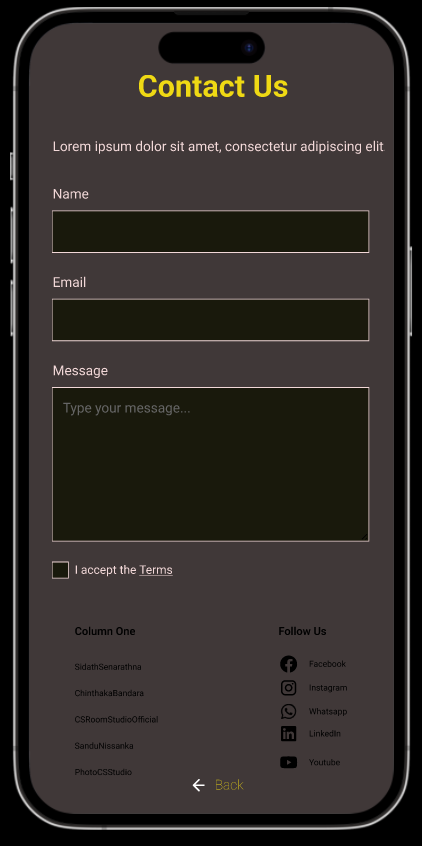 Contact Us
Lorem ipsum dolor sit amet, consectetur adipiscing elit
Name
Email
Message
Type your message...
I accept the Terms
Column One
SidathSenarathna
ChinthakaBandara
CSRoomStudioOfficial
SanduNissanka
PhotoCSStudio
Follow Us
Facebook
Instagram
Whatsapp
LinkedIn
Youtube
Back